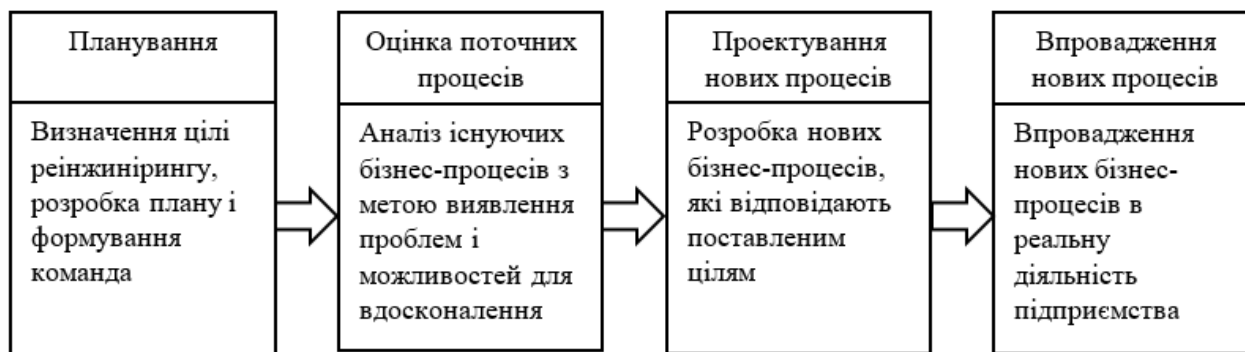 Планування
Визначення цілі
реінжинірингу,
розробка плану і
формування
команда
Оцінка поточних
процесів
Аналіз існуючих
бізнес-процесів з
метою виявлення
проблем і
можливостей для
вдосконалення
Проектування
нових процесів
Розробка нових
бізнес-процесів,
які відповідають
поставленим
цілям
Впровадження
нових процесів
Впровадження
нових бізнес-
процесів в
реальну
діяльність
підприємства